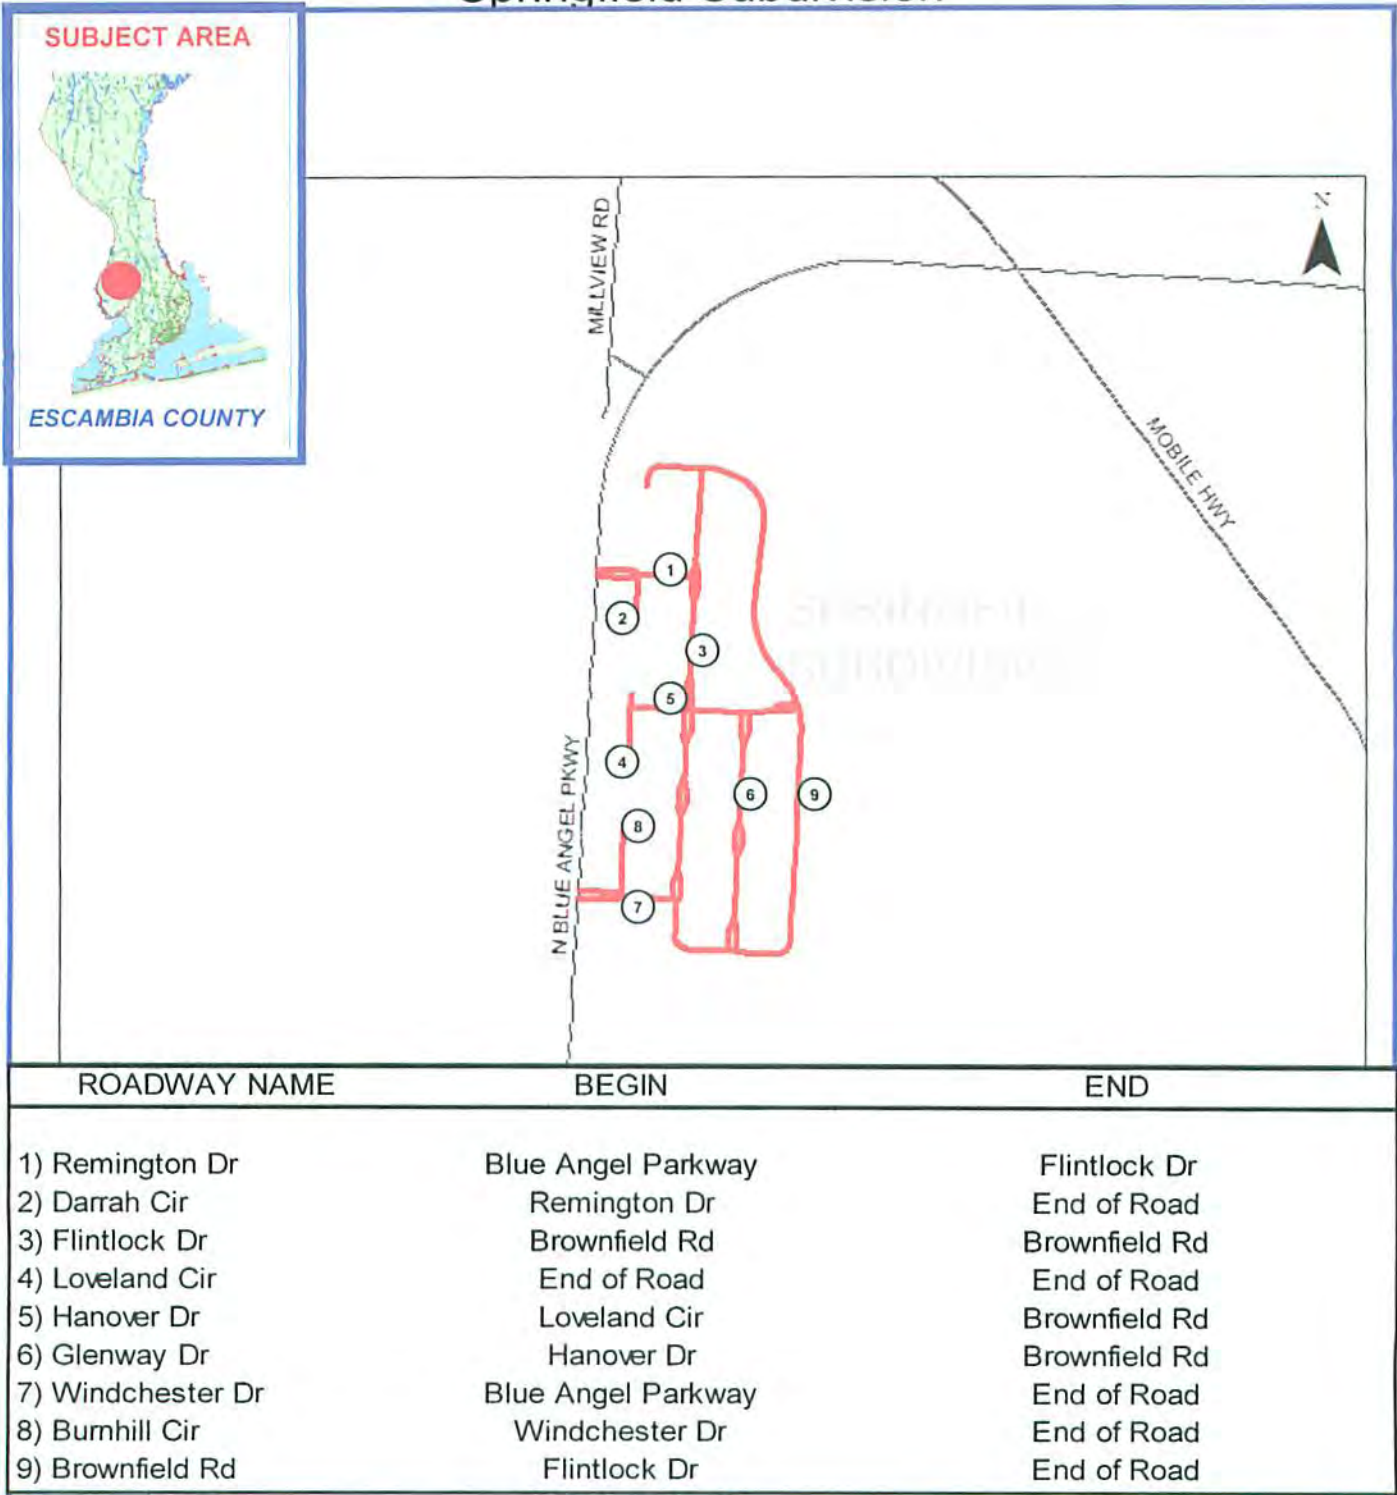 Springfield Subdivision
SUBJECT AREA
ESCAMBIA COUNTY
MILLVIEW RD
N
MOBILE HWY
1
2
3
5
4
6
9
8
7
N BLUE ANGEL PKWY
ROADWAY NAME BEGIN END
1) Remington Dr Blue Angel Parkway Flintlock Dr
2) Darrah Cir Remington Dr End of Road
3) Flintlock Dr Brownfield Rd Brownfield Rd
4) Loveland Cir End of Road End of Road
5) Hanover Dr Loveland Cir Brownfield Rd
6) Glenway Dr Hanover Dr Brownfield Rd
7) Windchester Dr Blue Angel Parkway End of Road
8) Burnhill Cir Windchester Dr End of Road
9) Brownfield Rd Flintlock Dr End of Road